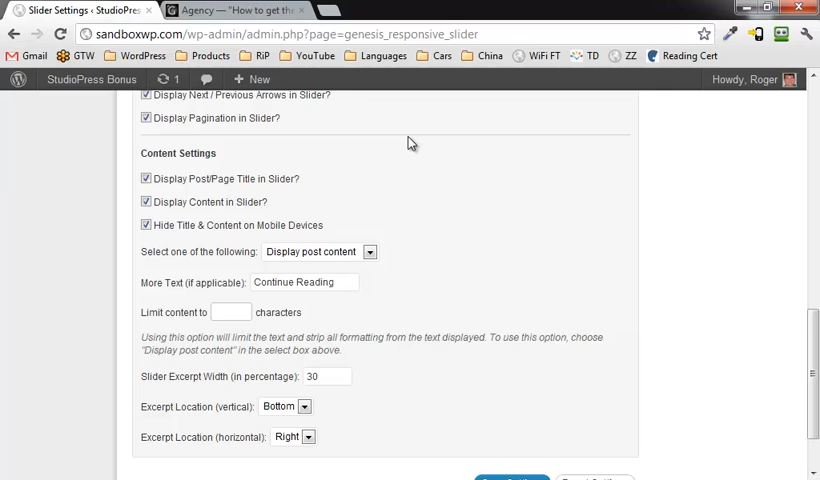 Slider Settings ‹ StudioPres
Agency — "How to get the
sandboxwp.com/wp-admin/admin.php?page=genesis_responsive_slider
Gmail GTW WordPress Products RiP YouTube Languages Cars China WiFi FT TD ZZ Reading Cert
StudioPress Bonus 1 New Howdy, Roger
Display Next / Previous Arrows in Slider?
Display Pagination in Slider?
Content Settings
Display Post/Page Title in Slider?
Display Content in Slider?
Hide Title & Content on Mobile Devices
Select one of the following: Display post content
More Text (if applicable): Continue Reading
Limit content to characters
Using this option will limit the text and strip all formatting from the text displayed. To use this option, choose
"Display post content" in the select box above.
Slider Excerpt Width (in percentage): 30
Excerpt Location (vertical): Bottom
Excerpt Location (horizontal): Right